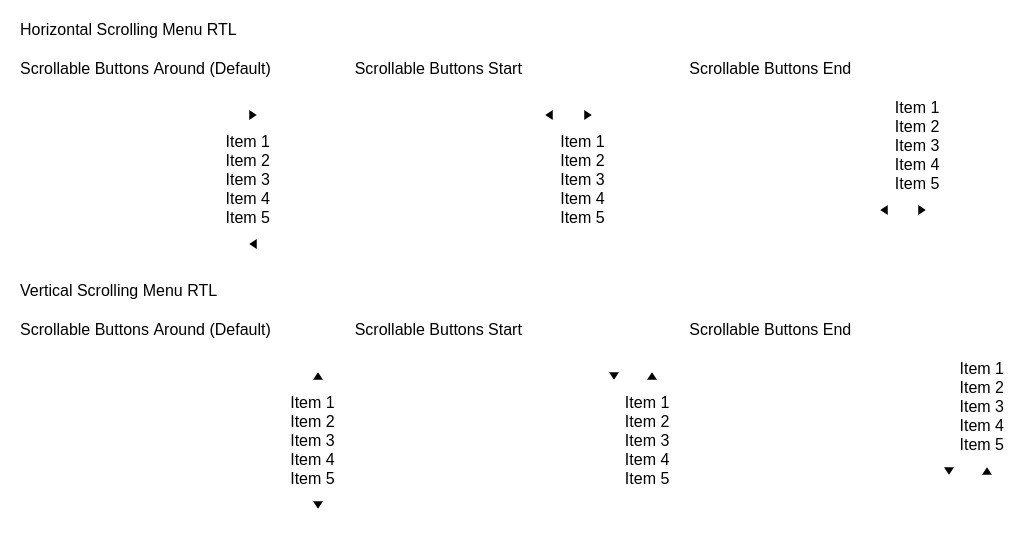 Horizontal Scrolling Menu RTL
Scrollable Buttons Around (Default)
Item 1
Item 2
Item 3
Item 4
Item 5
Scrollable Buttons Start
Item 1
Item 2
Item 3
Item 4
Item 5
Scrollable Buttons End
Item 1
Item 2
Item 3
Item 4
Item 5
Vertical Scrolling Menu RTL
Scrollable Buttons Around (Default)
Item 1
Item 2
Item 3
Item 4
Item 5
Scrollable Buttons Start
Item 1
Item 2
Item 3
Item 4
Item 5
Scrollable Buttons End
Item 1
Item 2
Item 3
Item 4
Item 5